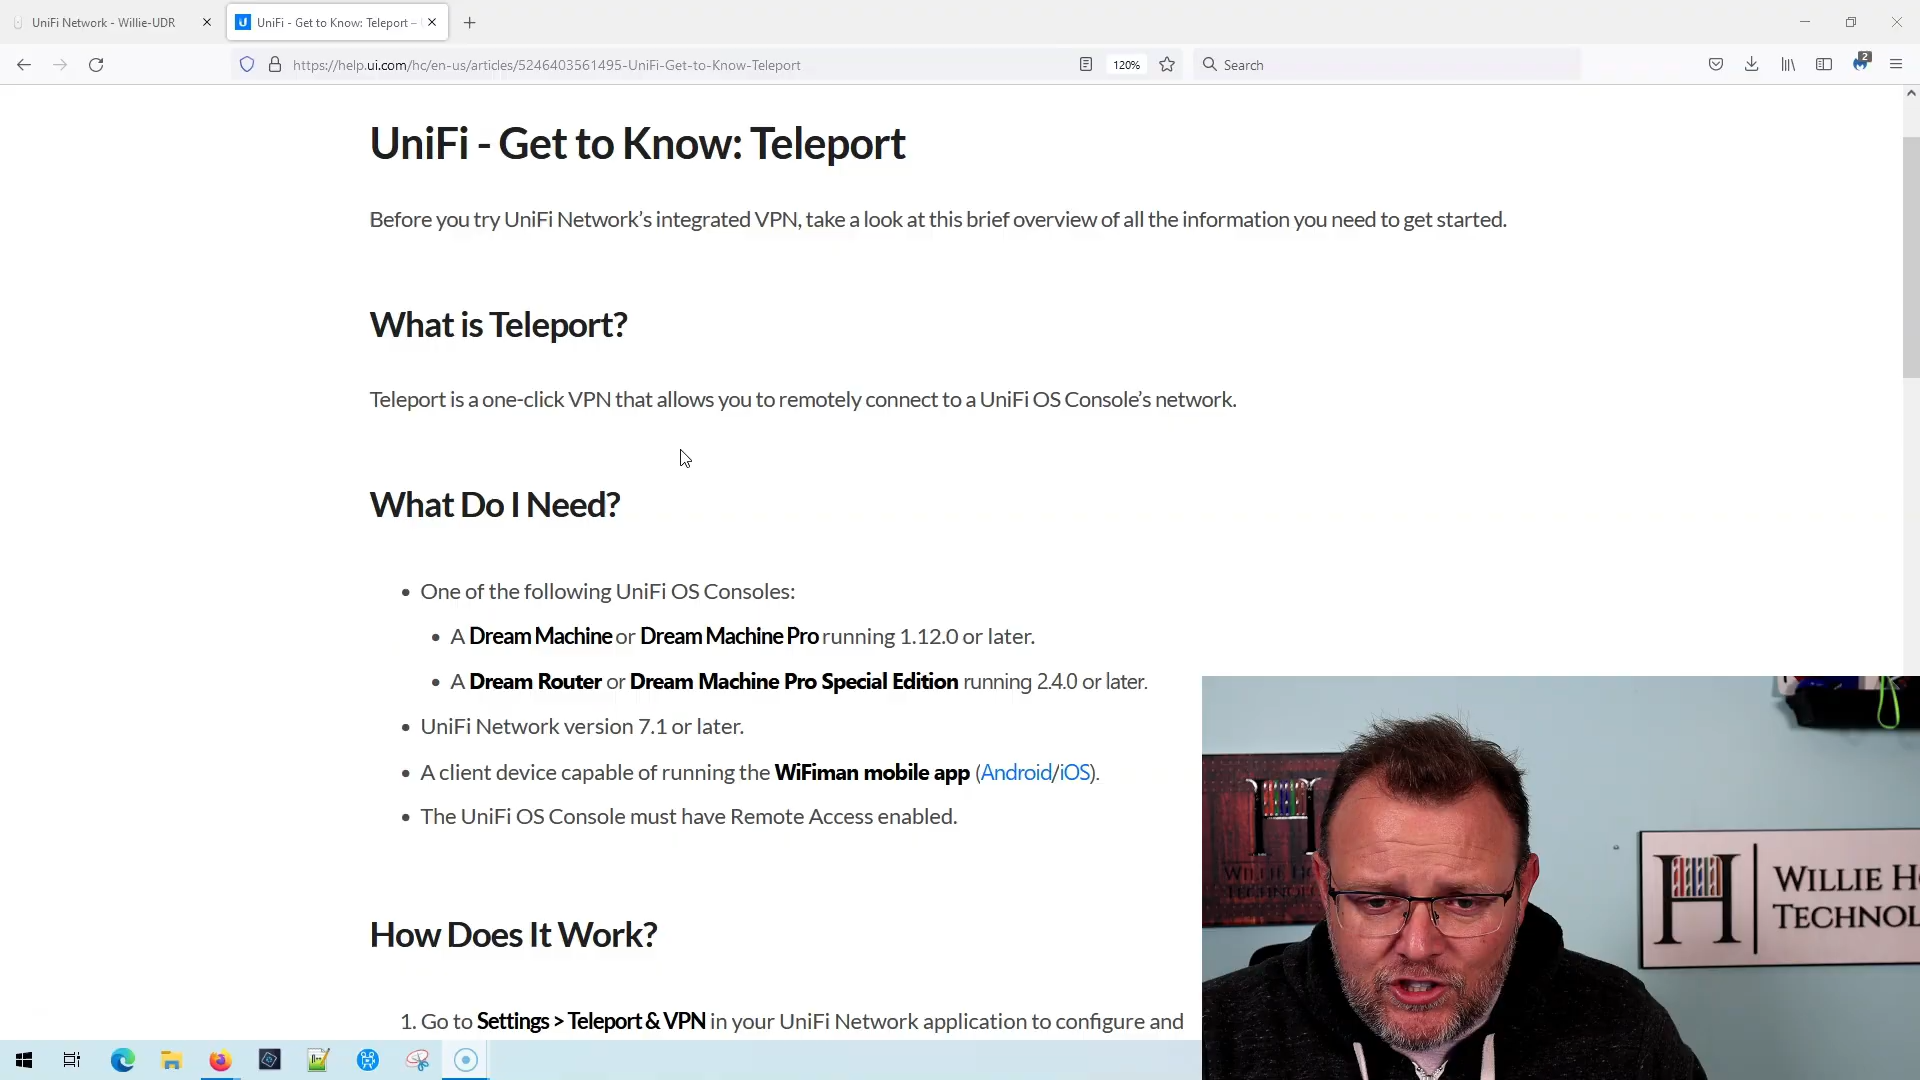 UniFi Network - Willie-UDR
UniFi - Get to Know: Teleport –
https://help.ui.com/hc/en-us/articles/5246403561495-UniFi-Get-to-Know-Teleport
120%
Search
2
UniFi - Get to Know: Teleport
Before you try UniFi Network’s integrated VPN, take a look at this brief overview of all the information you need to get started.
What is Teleport?
Teleport is a one-click VPN that allows you to remotely connect to a UniFi OS Console’s network.
What Do I Need?
• One of the following UniFi OS Consoles:
• A Dream Machine or Dream Machine Pro running 1.12.0 or later.
• A Dream Router or Dream Machine Pro Special Edition running 2.4.0 or later.
• UniFi Network version 7.1 or later.
• A client device capable of running the WiFiman mobile app (Android/iOS).
• The UniFi OS Console must have Remote Access enabled.
How Does It Work?
1. Go to Settings > Teleport & VPN in your UniFi Network application to configure and
H
WILLIE H
TECHNOL